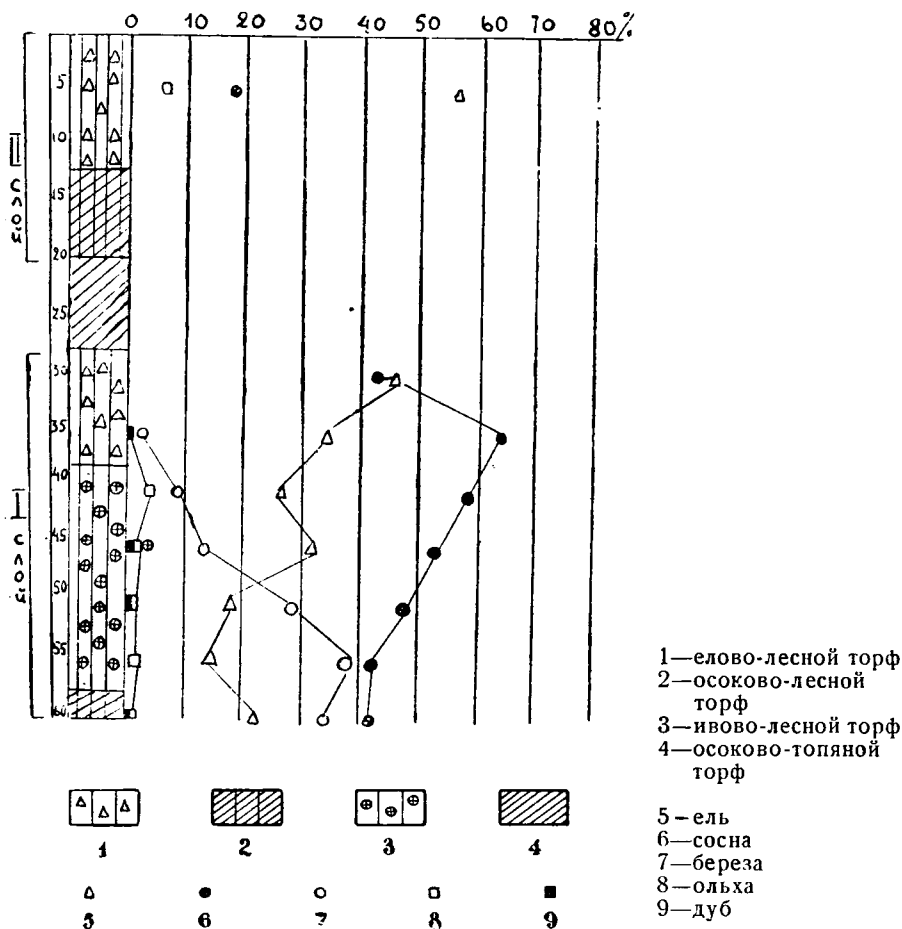 0 10 20 30 40 50 60 80%
5
10
15
20
25
30
35
40
45
50
55
60
II слой
I слой
1 2 3 4
5 6 7 8 9
1—елово-лесной торф
2—осоково-лесной
торф
3—ивово-лесной торф
4—осоково-топяной
торф
5-ель
6—сосна
7—береза
8—ольха
9—дуб